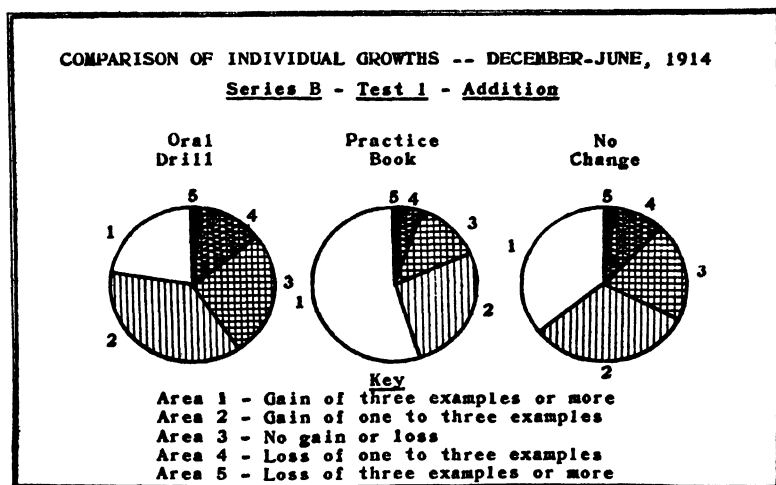 COMPARISON OF INDIVIDUAL GROWTHS -- DECEMBER-JUNE, 1914
Series B - Test 1 - Addition
Oral Drill
Practice Book
No Change
5
4
1
3
2
5
4
3
1
2
5
4
1
3
2
Key
Area 1 - Gain of three examples or more
Area 2 - Gain of one to three examples
Area 3 - No gain or loss
Area 4 - Loss of one to three examples
Area 5 - Loss of three examples or more